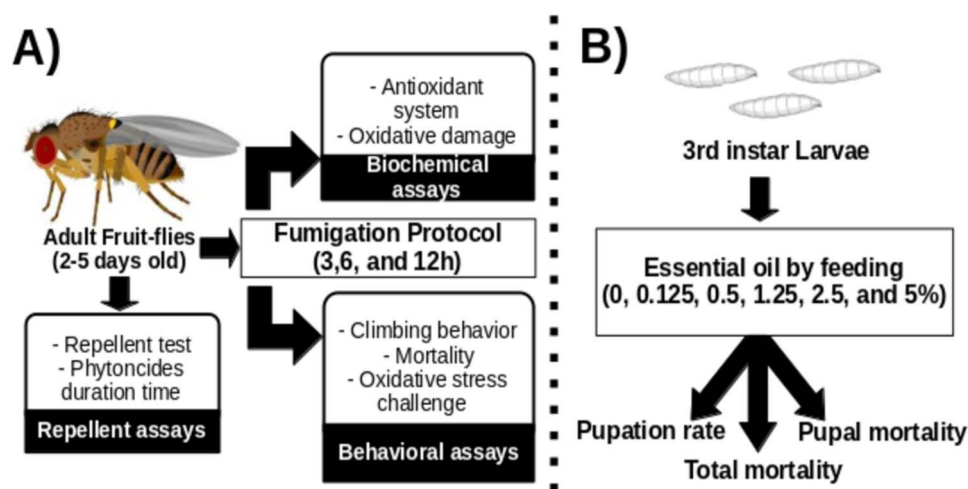 A)
- Antioxidant
system
- Oxidative damage
Biochemical
assays
Adult Fruit-flies
(2-5 days old)
Fumigation Protocol
(3,6, and 12h)
- Repellent test
- Phytoncides
duration time
Repellent assays
- Climbing behavior
- Mortality
- Oxidative stress
challenge
Behavioral assays
B)
3rd instar Larvae
Essential oil by feeding
(0, 0.125, 0.5, 1.25, 2.5, and 5%)
Pupation rate
Pupal mortality
Total mortality